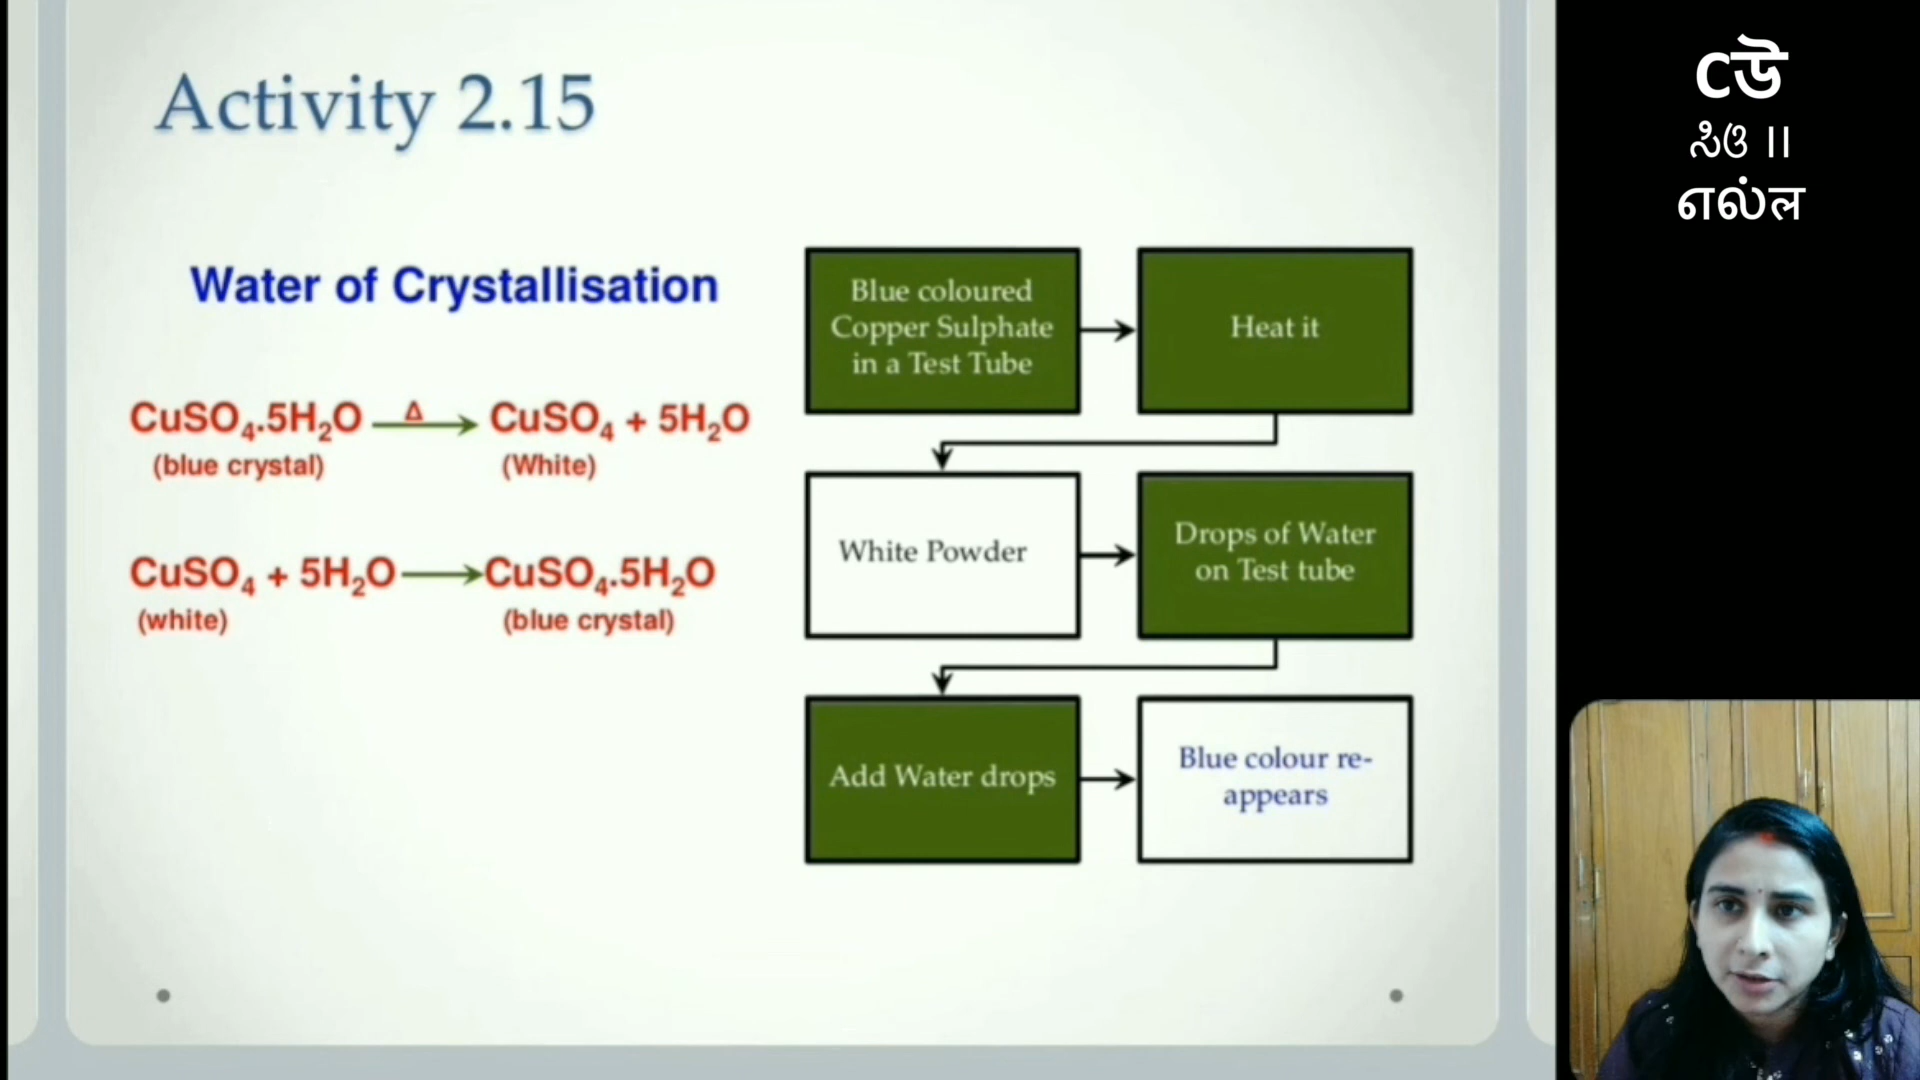 Activity 2.15
Water of Crystallisation
CuSO₄.5H₂O Δ→ CuSO₄ + 5H₂O
(blue crystal) (White)
CuSO₄ + 5H₂O → CuSO₄.5H₂O
(white) (blue crystal)
Blue coloured
Copper Sulphate
in a Test Tube
Heat it
White Powder
Drops of Water
on Test tube
Add Water drops
Blue colour re-
appears